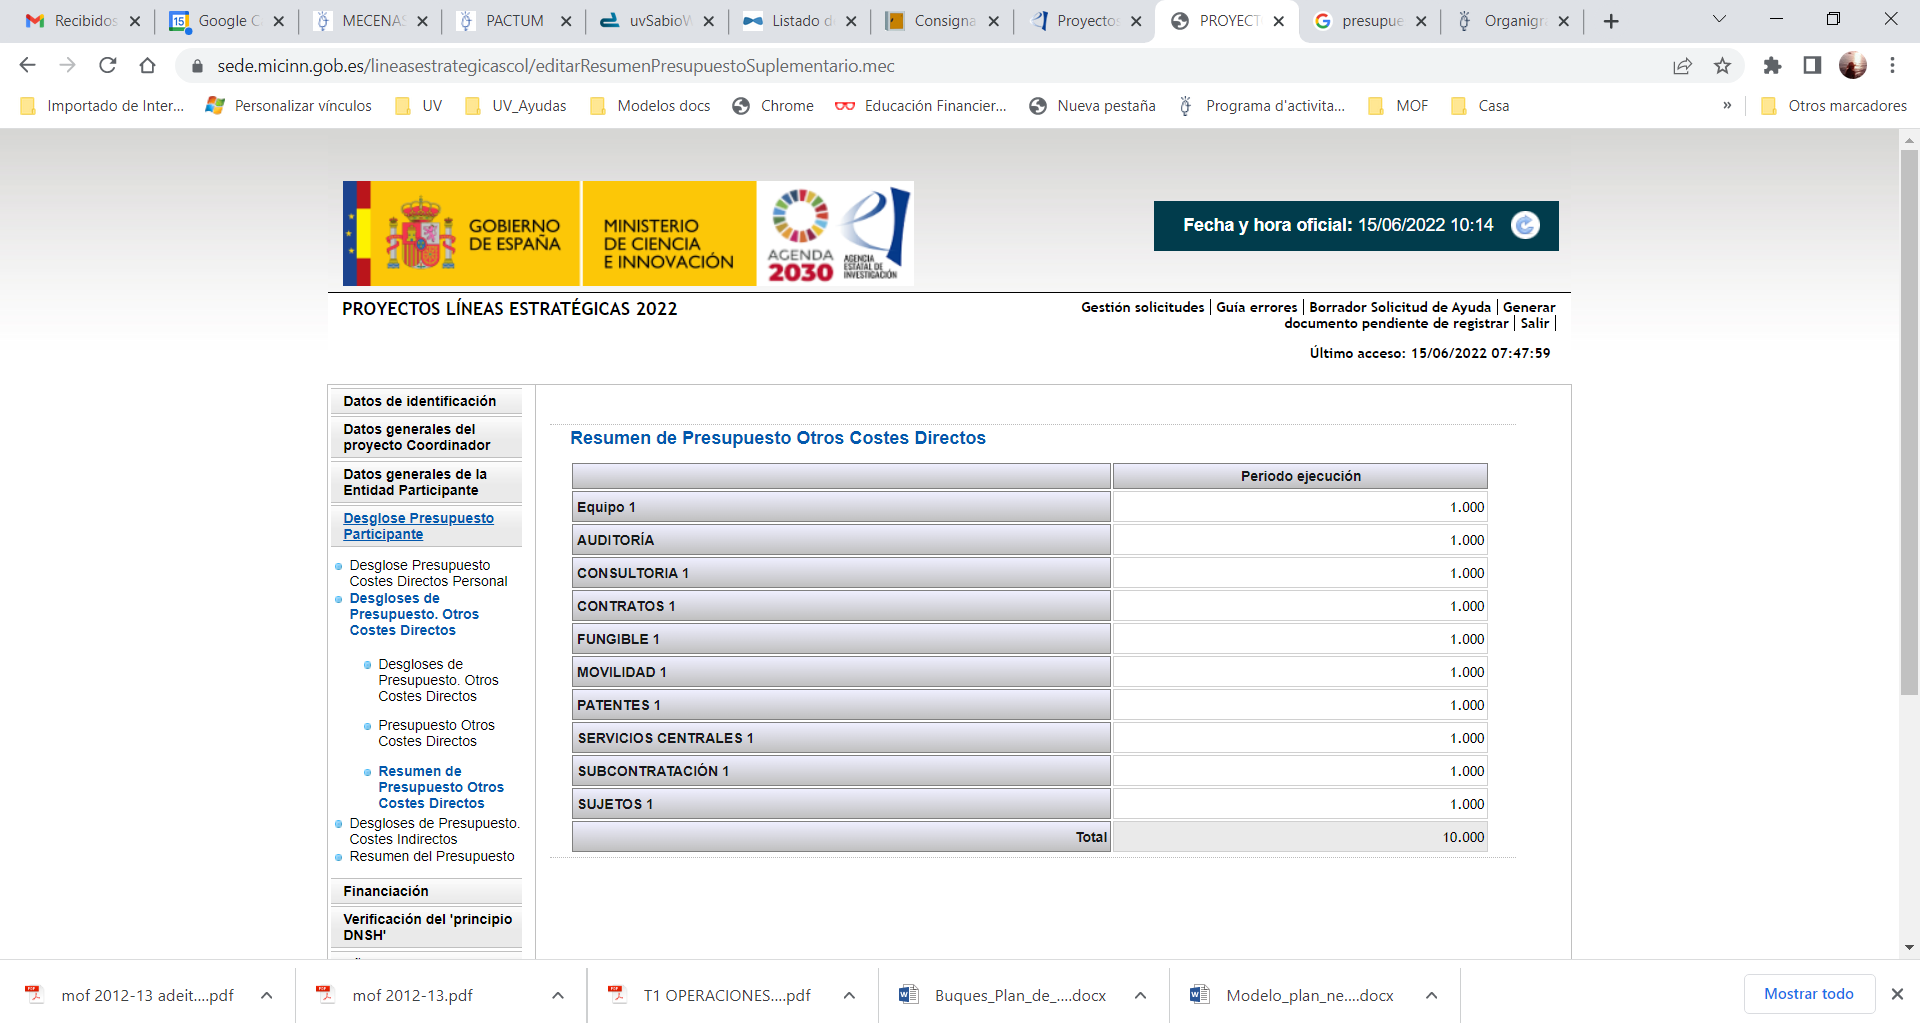 Recibidos
Google C
MECENAS
PACTUM
uvSabioW
Listado d
Consigna
Proyectos
PROYECT
presupue
Organigra
sede.micinn.gob.es/lineasestrategicascol/editarResumenPresupuestoSuplementario.mec
Importado de Inter...
Personalizar vínculos
UV
UV_Ayudas
Modelos docs
Chrome
Educación Financier...
Nueva pestaña
Programa d'activita...
MOF
Casa
»
Otros marcadores
GOBIERNO
DE ESPAÑA
MINISTERIO
DE CIENCIA
E INNOVACIÓN
AGENDA
2030
AGENCIA
ESTATAL DE
INVESTIGACIÓN
Fecha y hora oficial: 15/06/2022 10:14
PROYECTOS LÍNEAS ESTRATÉGICAS 2022
Gestión solicitudes | Guía errores | Borrador Solicitud de Ayuda | Generar
documento pendiente de registrar | Salir |
Último acceso: 15/06/2022 07:47:59
Datos de identificación
Datos generales del
proyecto Coordinador
Datos generales de la
Entidad Participante
Desglose Presupuesto
Participante
Desglose Presupuesto
Costes Directos Personal
Desgloses de
Presupuesto. Otros
Costes Directos
Desgloses de
Presupuesto. Otros
Costes Directos
Presupuesto Otros
Costes Directos
Resumen de
Presupuesto Otros
Costes Directos
Desgloses de Presupuesto.
Costes Indirectos
Resumen del Presupuesto
Financiación
Verificación del 'principio
DNSH'
Resumen de Presupuesto Otros Costes Directos
Periodo ejecución
Equipo 1 1.000
AUDITORÍA 1.000
CONSULTORIA 1 1.000
CONTRATOS 1 1.000
FUNGIBLE 1 1.000
MOVILIDAD 1 1.000
PATENTES 1 1.000
SERVICIOS CENTRALES 1 1.000
SUBCONTRATACIÓN 1 1.000
SUJETOS 1 1.000
Total 10.000
mof 2012-13 adeit....pdf
mof 2012-13.pdf
T1 OPERACIONES....pdf
Buques_Plan_de_....docx
Modelo_plan_ne....docx
Mostrar todo